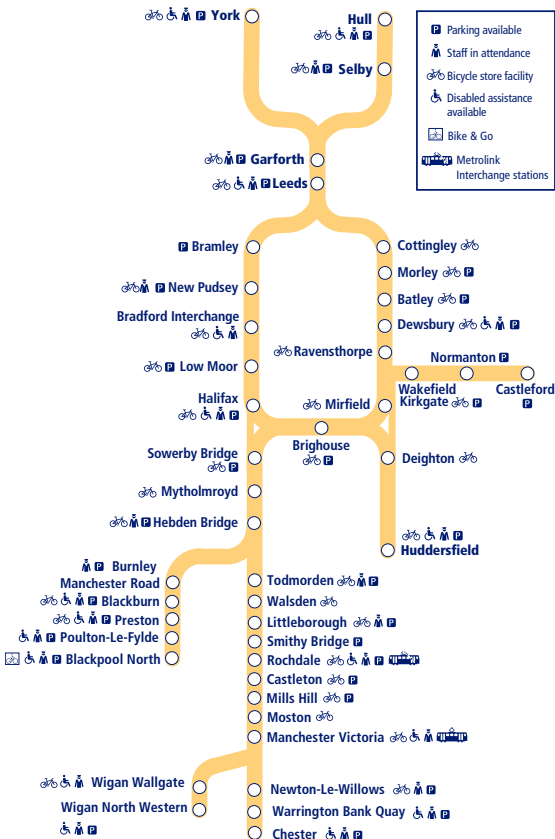 York
Hull
Selby
P Parking available
Staff in attendance
Bicycle store facility
Disabled assistance
available
Bike & Go
Metrolink
Interchange stations
P
P
P
P Garforth
P Leeds
P Bramley
Cottingley
Morley P
P New Pudsey
Batley P
Bradford Interchange
Dewsbury P
Ravensthorpe
Normanton P
P Low Moor
Wakefield
Kirkgate P
Castleford
P
Halifax
P
Mirfield
Brighouse
P
Sowerby Bridge
P
Deighton
Mytholmroyd
P Hebden Bridge
P
Huddersfield
P Burnley
Manchester Road
P Blackburn
P Preston
P Poulton-Le-Fylde
P Blackpool North
Todmorden P
Walsden
Littleborough P
Smithy Bridge P
Rochdale P
Castleton P
Mills Hill P
Moston
Manchester Victoria
Wigan Wallgate
Wigan North Western
P
Newton-Le-Willows P
Warrington Bank Quay P
Chester P